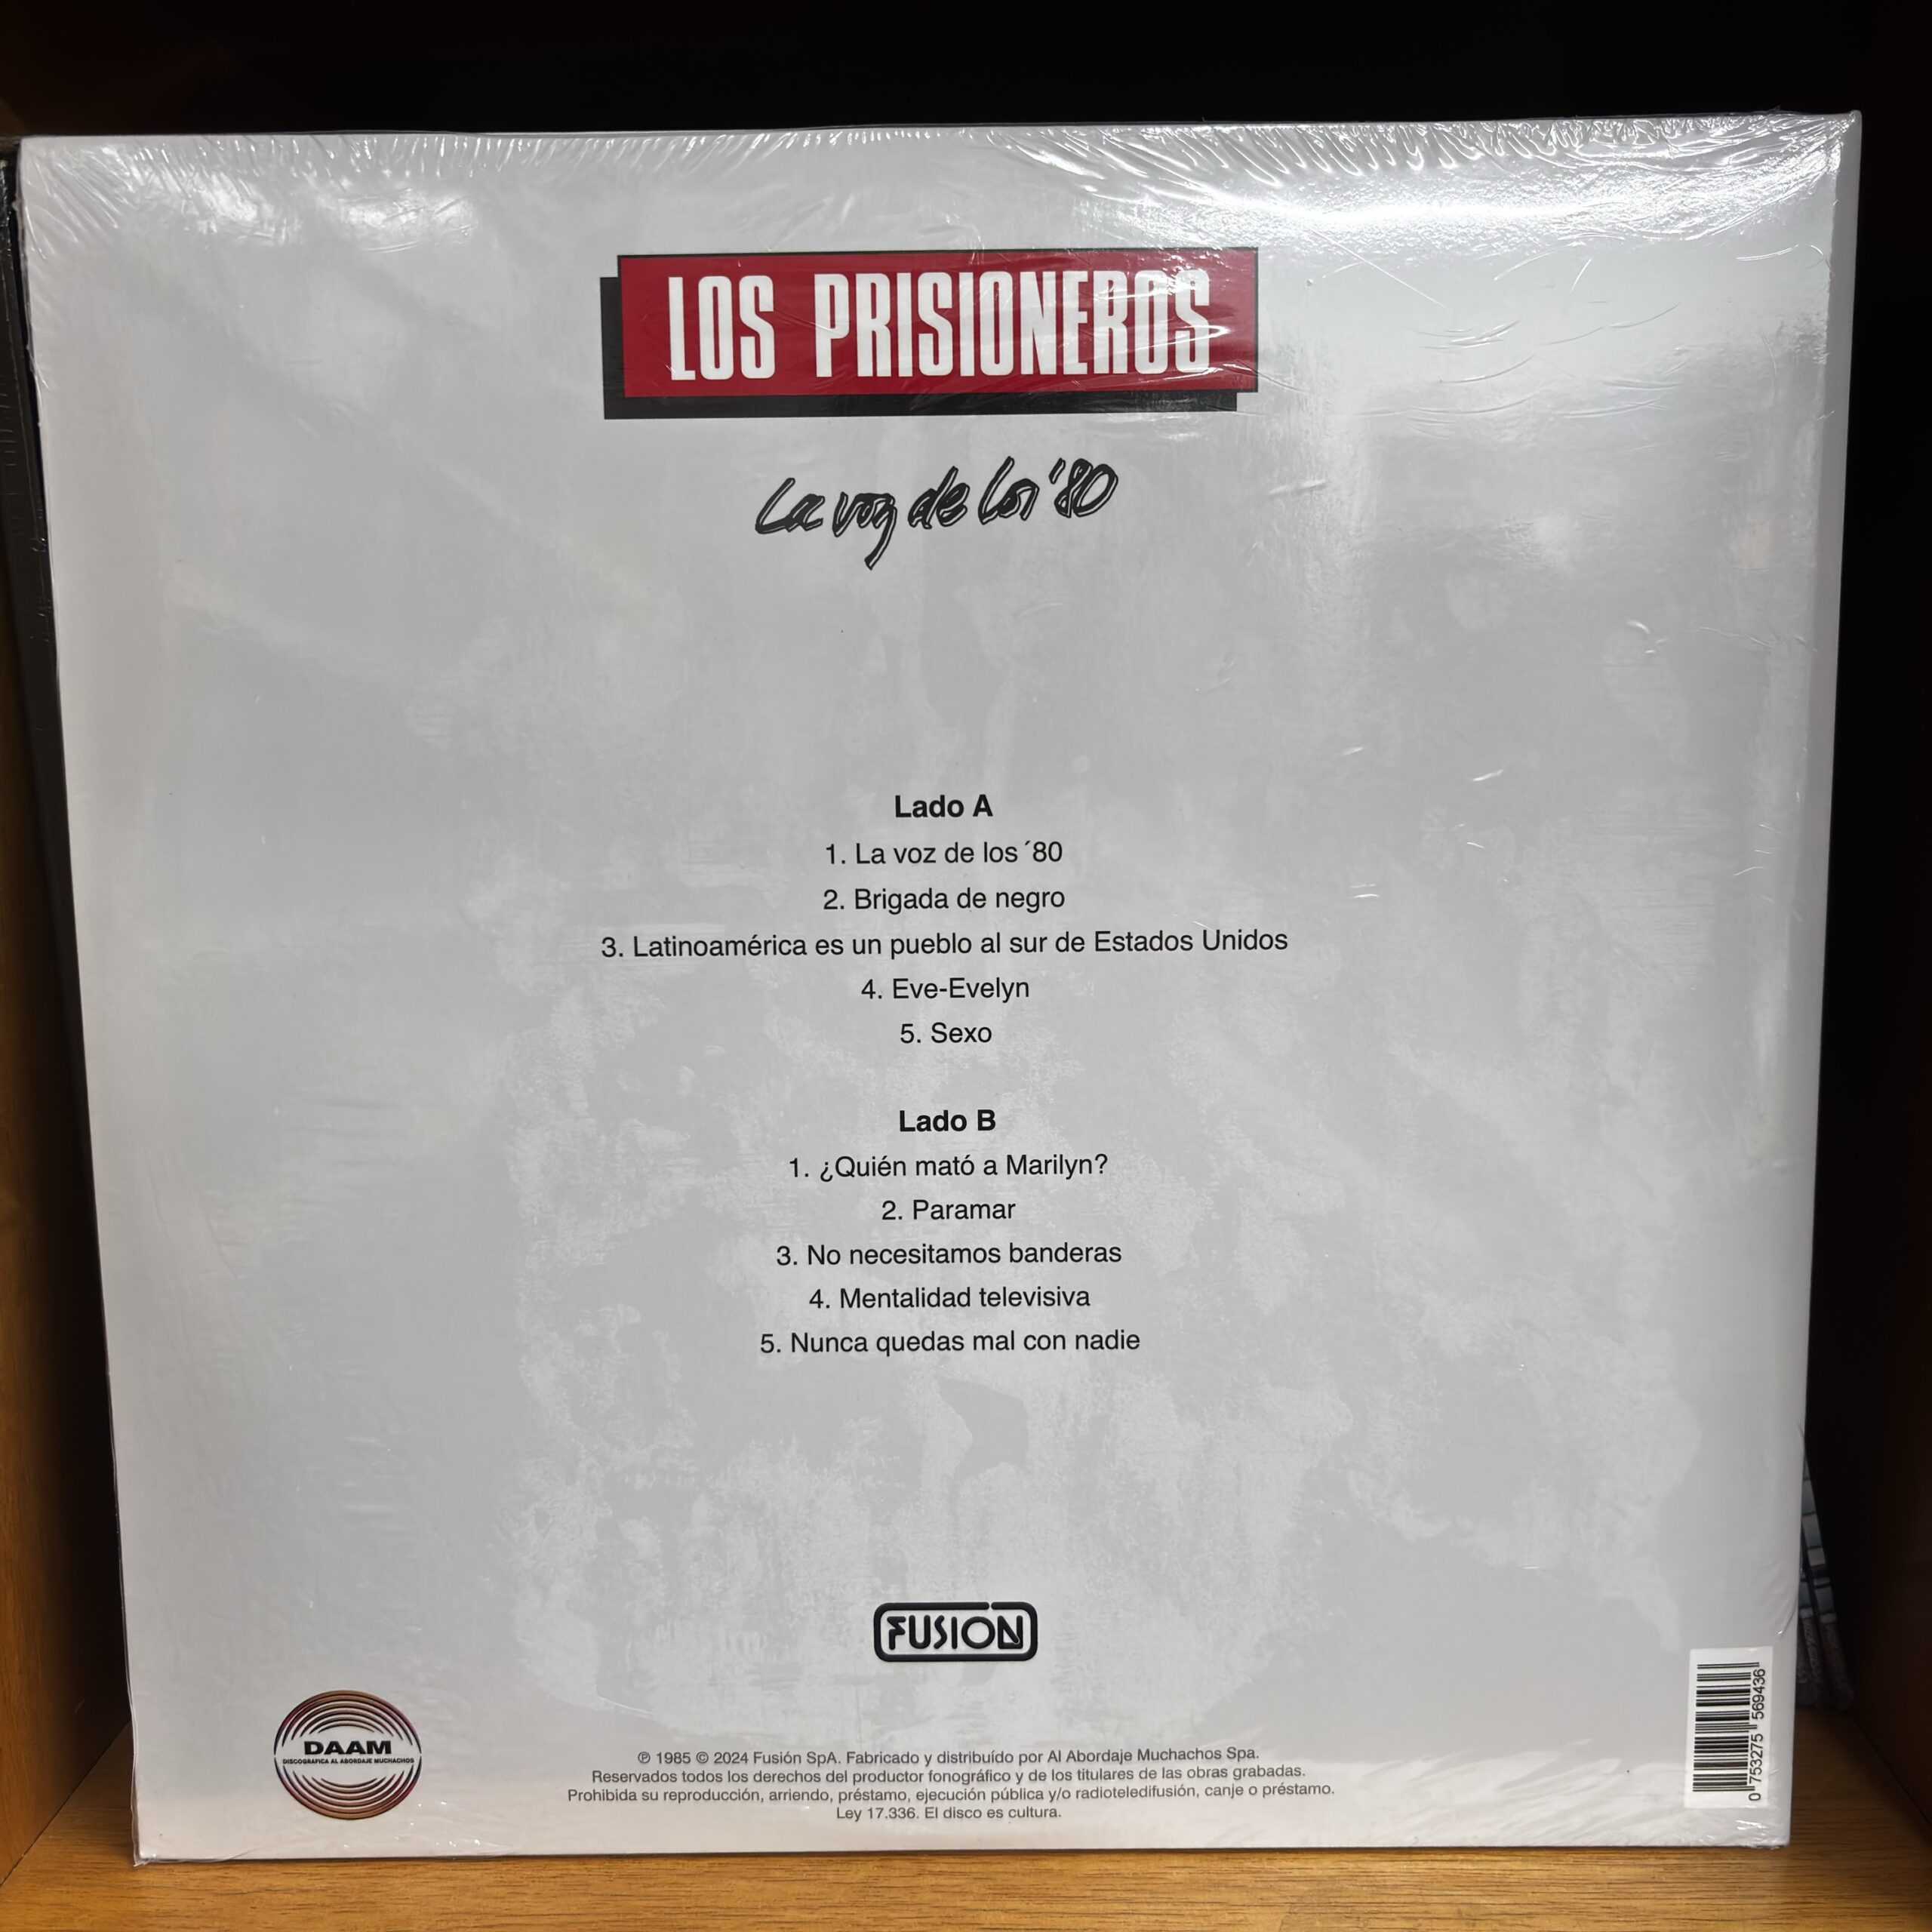 LOS PRISIONEROS
La voz de los '80
Lado A
1. La voz de los ´80
2. Brigada de negro
3. Latinoamérica es un pueblo al sur de Estados Unidos
4. Eve-Evelyn
5. Sexo
Lado B
1. ¿Quién mató a Marilyn?
2. Paramar
3. No necesitamos banderas
4. Mentalidad televisiva
5. Nunca quedas mal con nadie
FUSIÓN
DAAM
DISCOGRÁFICA AL ABORDAJE MUCHACHOS
℗ 1985 © 2024 Fusión SpA. Fabricado y distribuído por Al Abordaje Muchachos Spa.
Reservados todos los derechos del productor fonográfico y de los titulares de las obras grabadas.
Prohibida su reproducción, arriendo, préstamo, ejecución pública y/o radioteledifusión, canje o préstamo.
Ley 17.336. El disco es cultura.
0 753275 569436